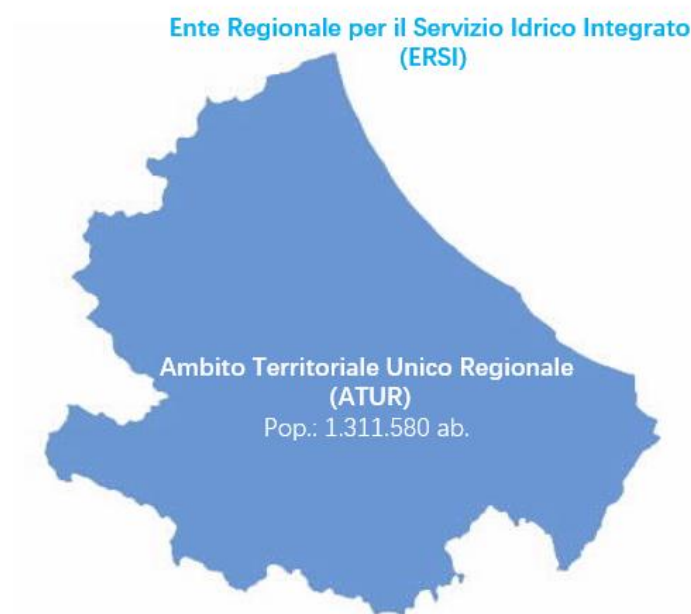 Ente Regionale per il Servizio Idrico Integrato
(ERSI)
Ambito Territoriale Unico Regionale
(ATUR)
Pop.: 1.311.580 ab.